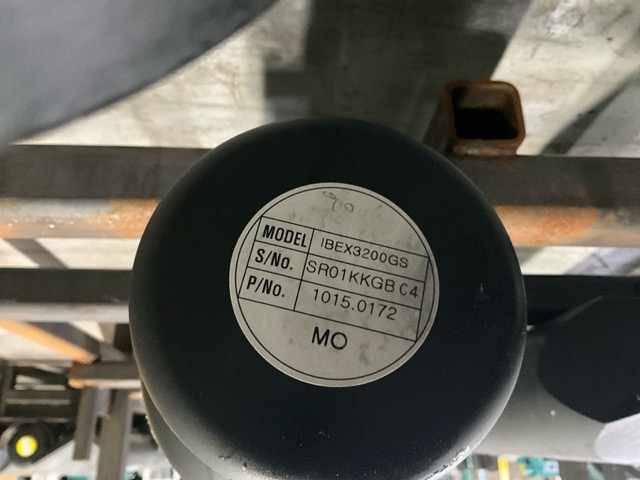 MODEL IBEX3200GS
S/No. SR01KKGB C4
P/No. 1015.0172
MO